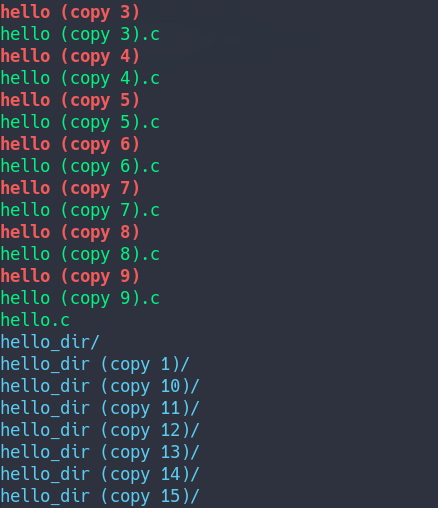 hello (copy 3)
hello (copy 3).c
hello (copy 4)
hello (copy 4).c
hello (copy 5)
hello (copy 5).c
hello (copy 6)
hello (copy 6).c
hello (copy 7)
hello (copy 7).c
hello (copy 8)
hello (copy 8).c
hello (copy 9)
hello (copy 9).c
hello.c
hello_dir/
hello_dir (copy 1)/
hello_dir (copy 10)/
hello_dir (copy 11)/
hello_dir (copy 12)/
hello_dir (copy 13)/
hello_dir (copy 14)/
hello_dir (copy 15)/